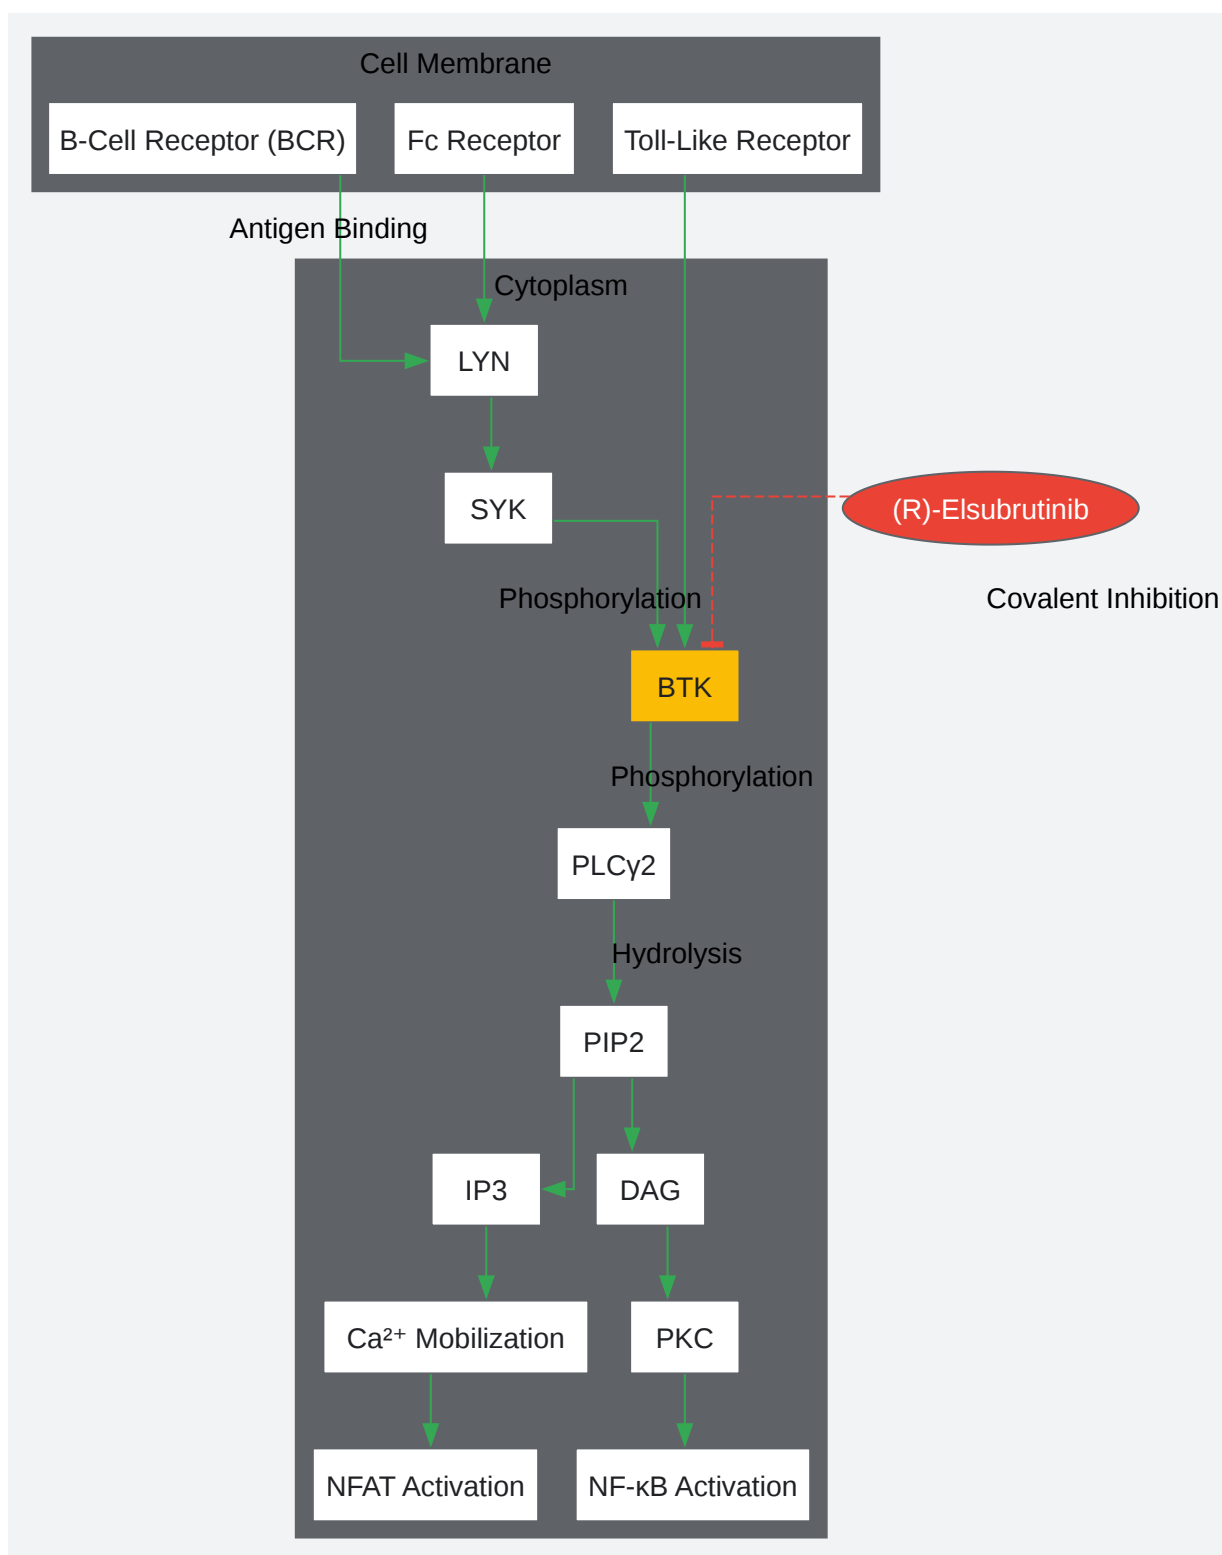 Cell Membrane
B-Cell Receptor (BCR)
Fc Receptor
Toll-Like Receptor
Antigen Binding
Cytoplasm
LYN
SYK
(R)-Elsubrutinib
Phosphorylation
Covalent Inhibition
BTK
Phosphorylation
PLCγ2
Hydrolysis
PIP2
IP3
DAG
Ca²⁺ Mobilization
PKC
NFAT Activation
NF-κB Activation